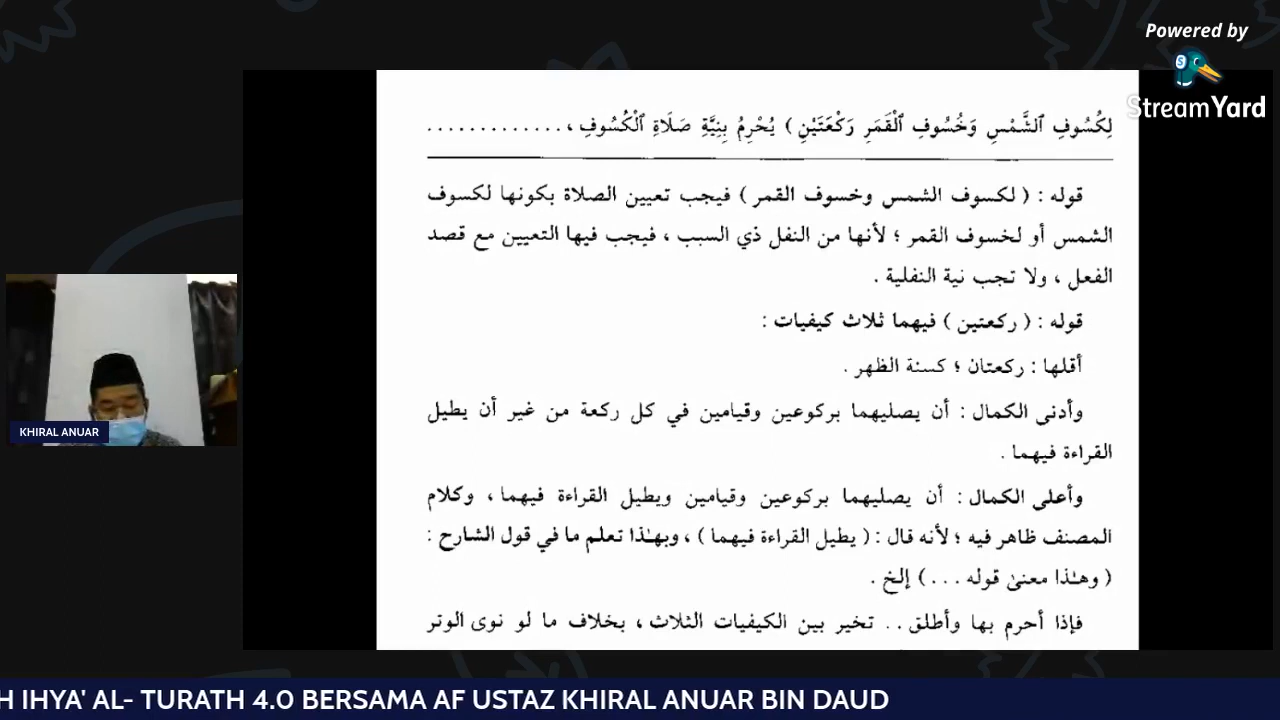 Powered by
StreamYard
لِكُسُوفِ ٱلشَّمْسِ وَخُسُوفِ ٱلْقَمَرِ رَكْعَتَيْنِ ) يُحْرِمُ بِنِيَّةِ صَلَاةِ ٱلْكُسُوفِ ، . . . . . . . . . . . . .
قوله : ( لكسوف الشمس وخسوف القمر ) فيجب تعيين الصلاة بكونها لكسوف
الشمس أو لخسوف القمر ؛ لأنها من النفل ذي السبب ، فيجب فيها التعيين مع قصد
الفعل ، ولا تجب نية النفلية .
قوله : ( ركعتين ) فيهما ثلاث كيفيات :
أقلها : ركعتان ؛ كسنة الظهر .
وأدنى الكمال : أن يصليهما بركوعين وقيامين في كل ركعة من غير أن يطيل
القراءة فيهما .
وأعلى الكمال : أن يصليهما بركوعين وقيامين ويطيل القراءة فيهما ، وكلام
المصنف ظاهر فيه ؛ لأنه قال : ( يطيل القراءة فيهما ) ، وبهـٰذا تعلم ما في قول الشارح :
( وهـٰذا معنىٰ قوله . . . ) إلخ .
فإذا أحرم بها وأطلق . . تخير بين الكيفيات الثلاث ، بخلاف ما لو نوى الوتر
KHIRAL ANUAR
H IHYA' AL- TURATH 4.0 BERSAMA AF USTAZ KHIRAL ANUAR BIN DAUD